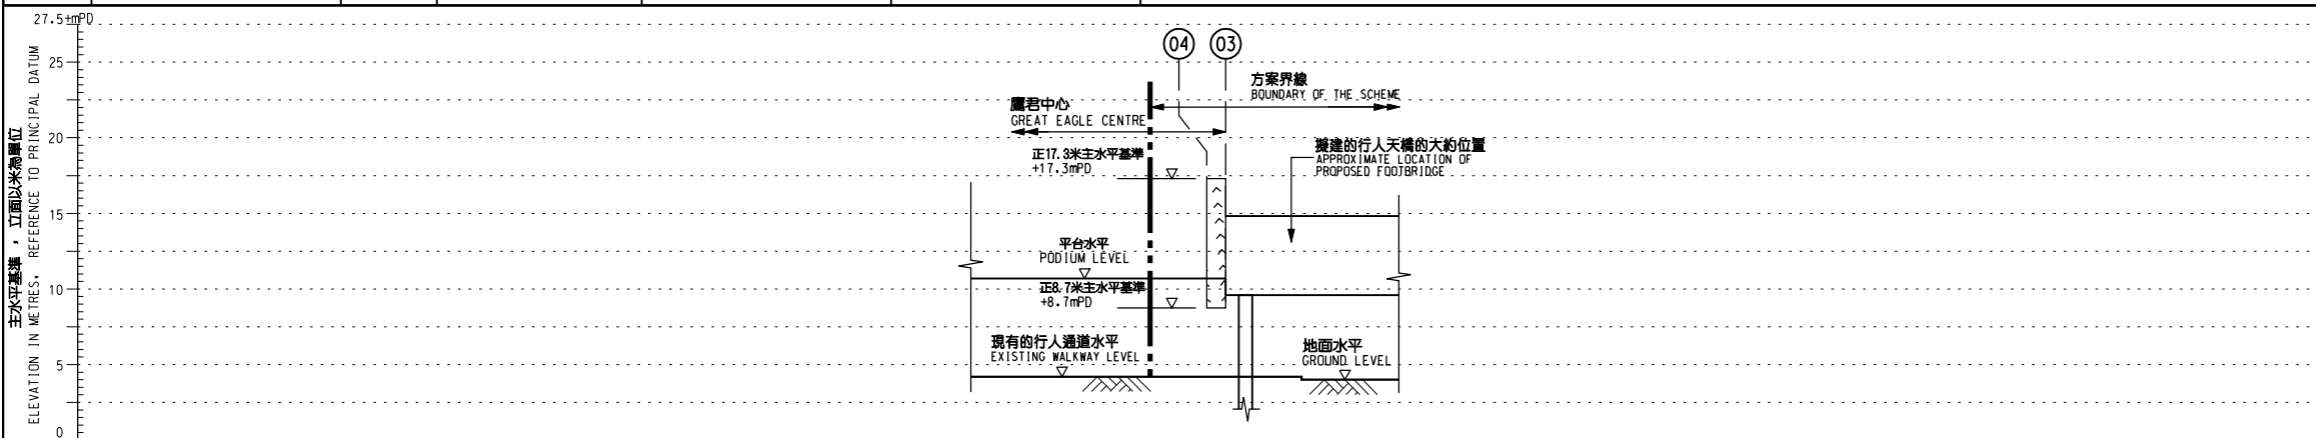 27.5±mPD
25
20
15
10
5
0
主水平基準，立面以米為單位
ELEVATION IN METRES. REFERENCE TO PRINCIPAL DATUM
04
03
方案界線
BOUNDARY OF THE SCHEME
鷹君中心
GREAT EAGLE CENTRE
正17.3米主水平基準
+17.3mPD
擬建的行人天橋的大約位置
APPROXIMATE LOCATION OF
PROPOSED FOOTBRIDGE
平台水平
PODIUM LEVEL
正8.7米主水平基準
+8.7mPD
現有的行人通道水平
EXISTING WALKWAY LEVEL
地面水平
GROUND LEVEL